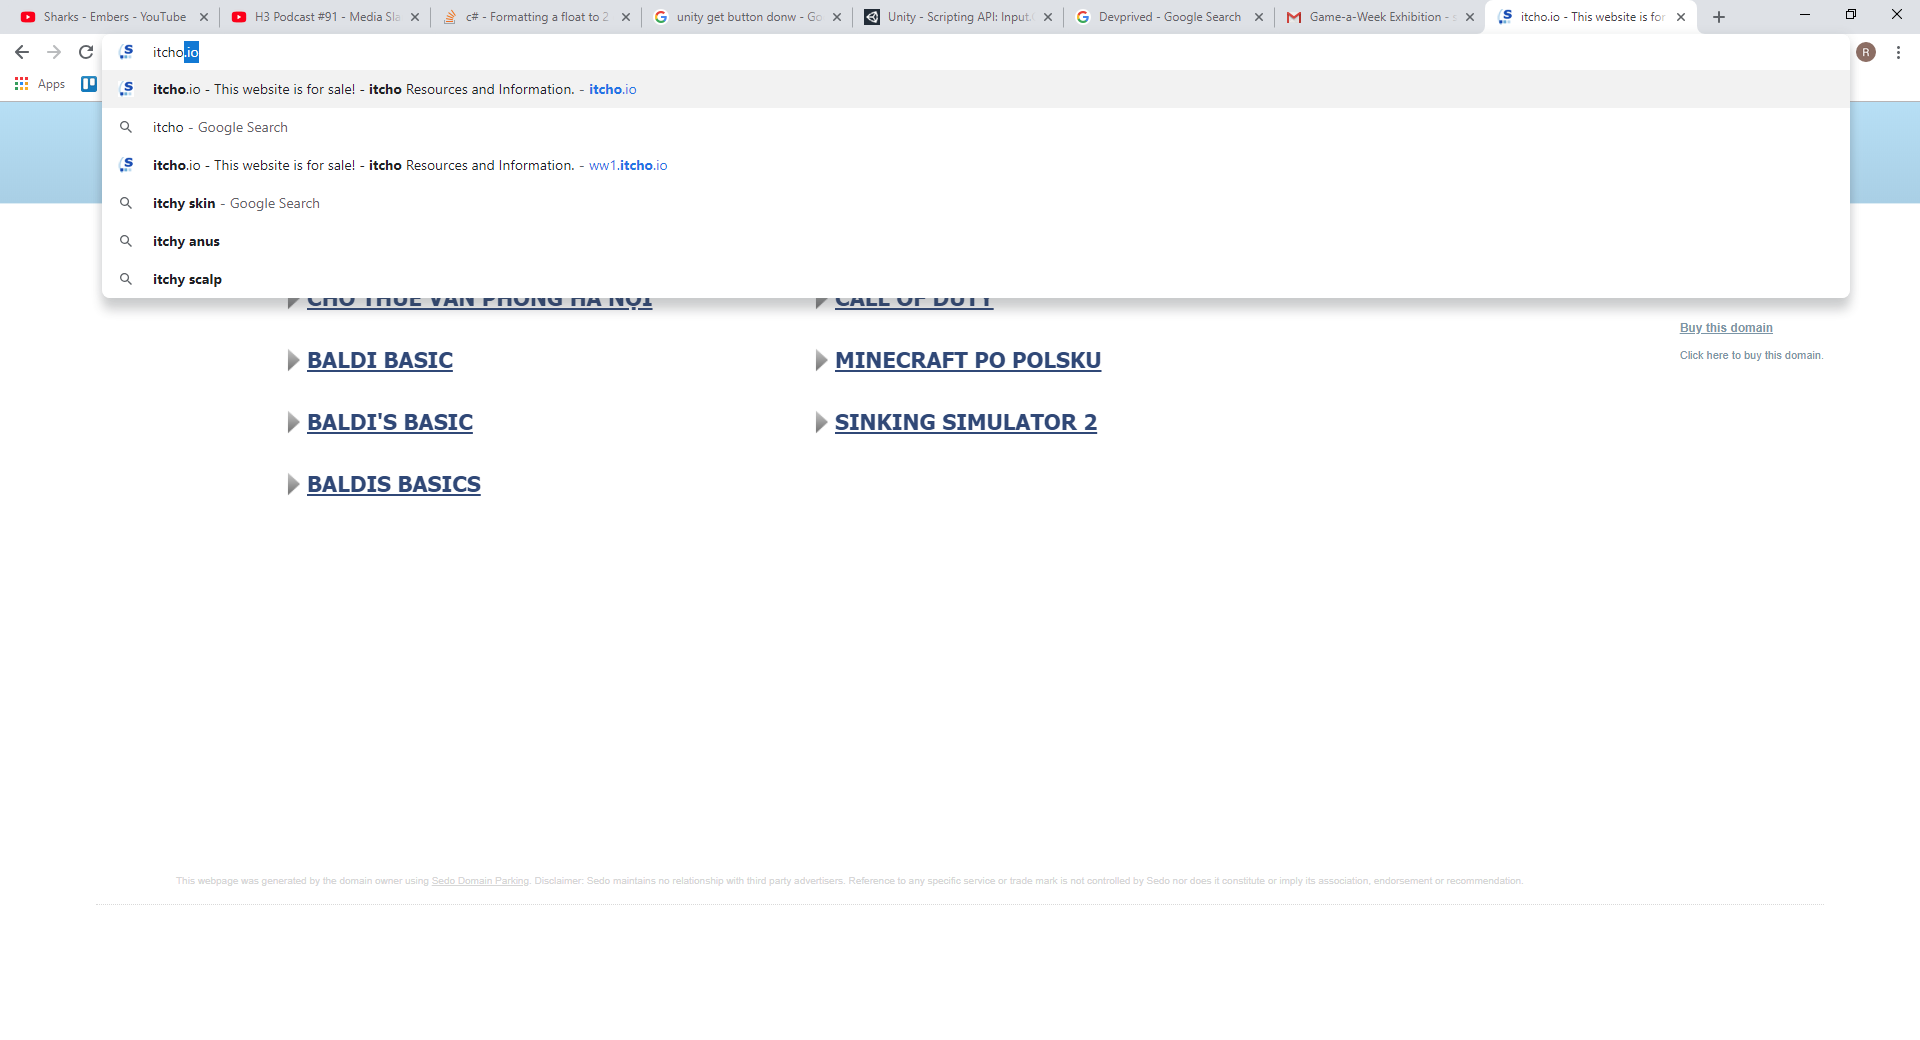 Sharks - Embers - YouTube
H3 Podcast #91 - Media Sla
c# - Formatting a float to 2
unity get button donw - Go
Unity - Scripting API: Input.
Devprived - Google Search
Game-a-Week Exhibition -
itcho.io - This website is for
itcho.io
R
Apps
itcho.io - This website is for sale! - itcho Resources and Information. - itcho.io
itcho - Google Search
itcho.io - This website is for sale! - itcho Resources and Information. - ww1.itcho.io
itchy skin - Google Search
itchy anus
itchy scalp
CHO THUÊ VĂN PHÒNG HÀ NỘI
CALL OF DUTY
Buy this domain
Click here to buy this domain.
BALDI BASIC
MINECRAFT PO POLSKU
BALDI'S BASIC
SINKING SIMULATOR 2
BALDIS BASICS
This webpage was generated by the domain owner using Sedo Domain Parking. Disclaimer: Sedo maintains no relationship with third party advertisers. Reference to any specific service or trade mark is not controlled by Sedo nor does it constitute or imply its association, endorsement or recommendation.